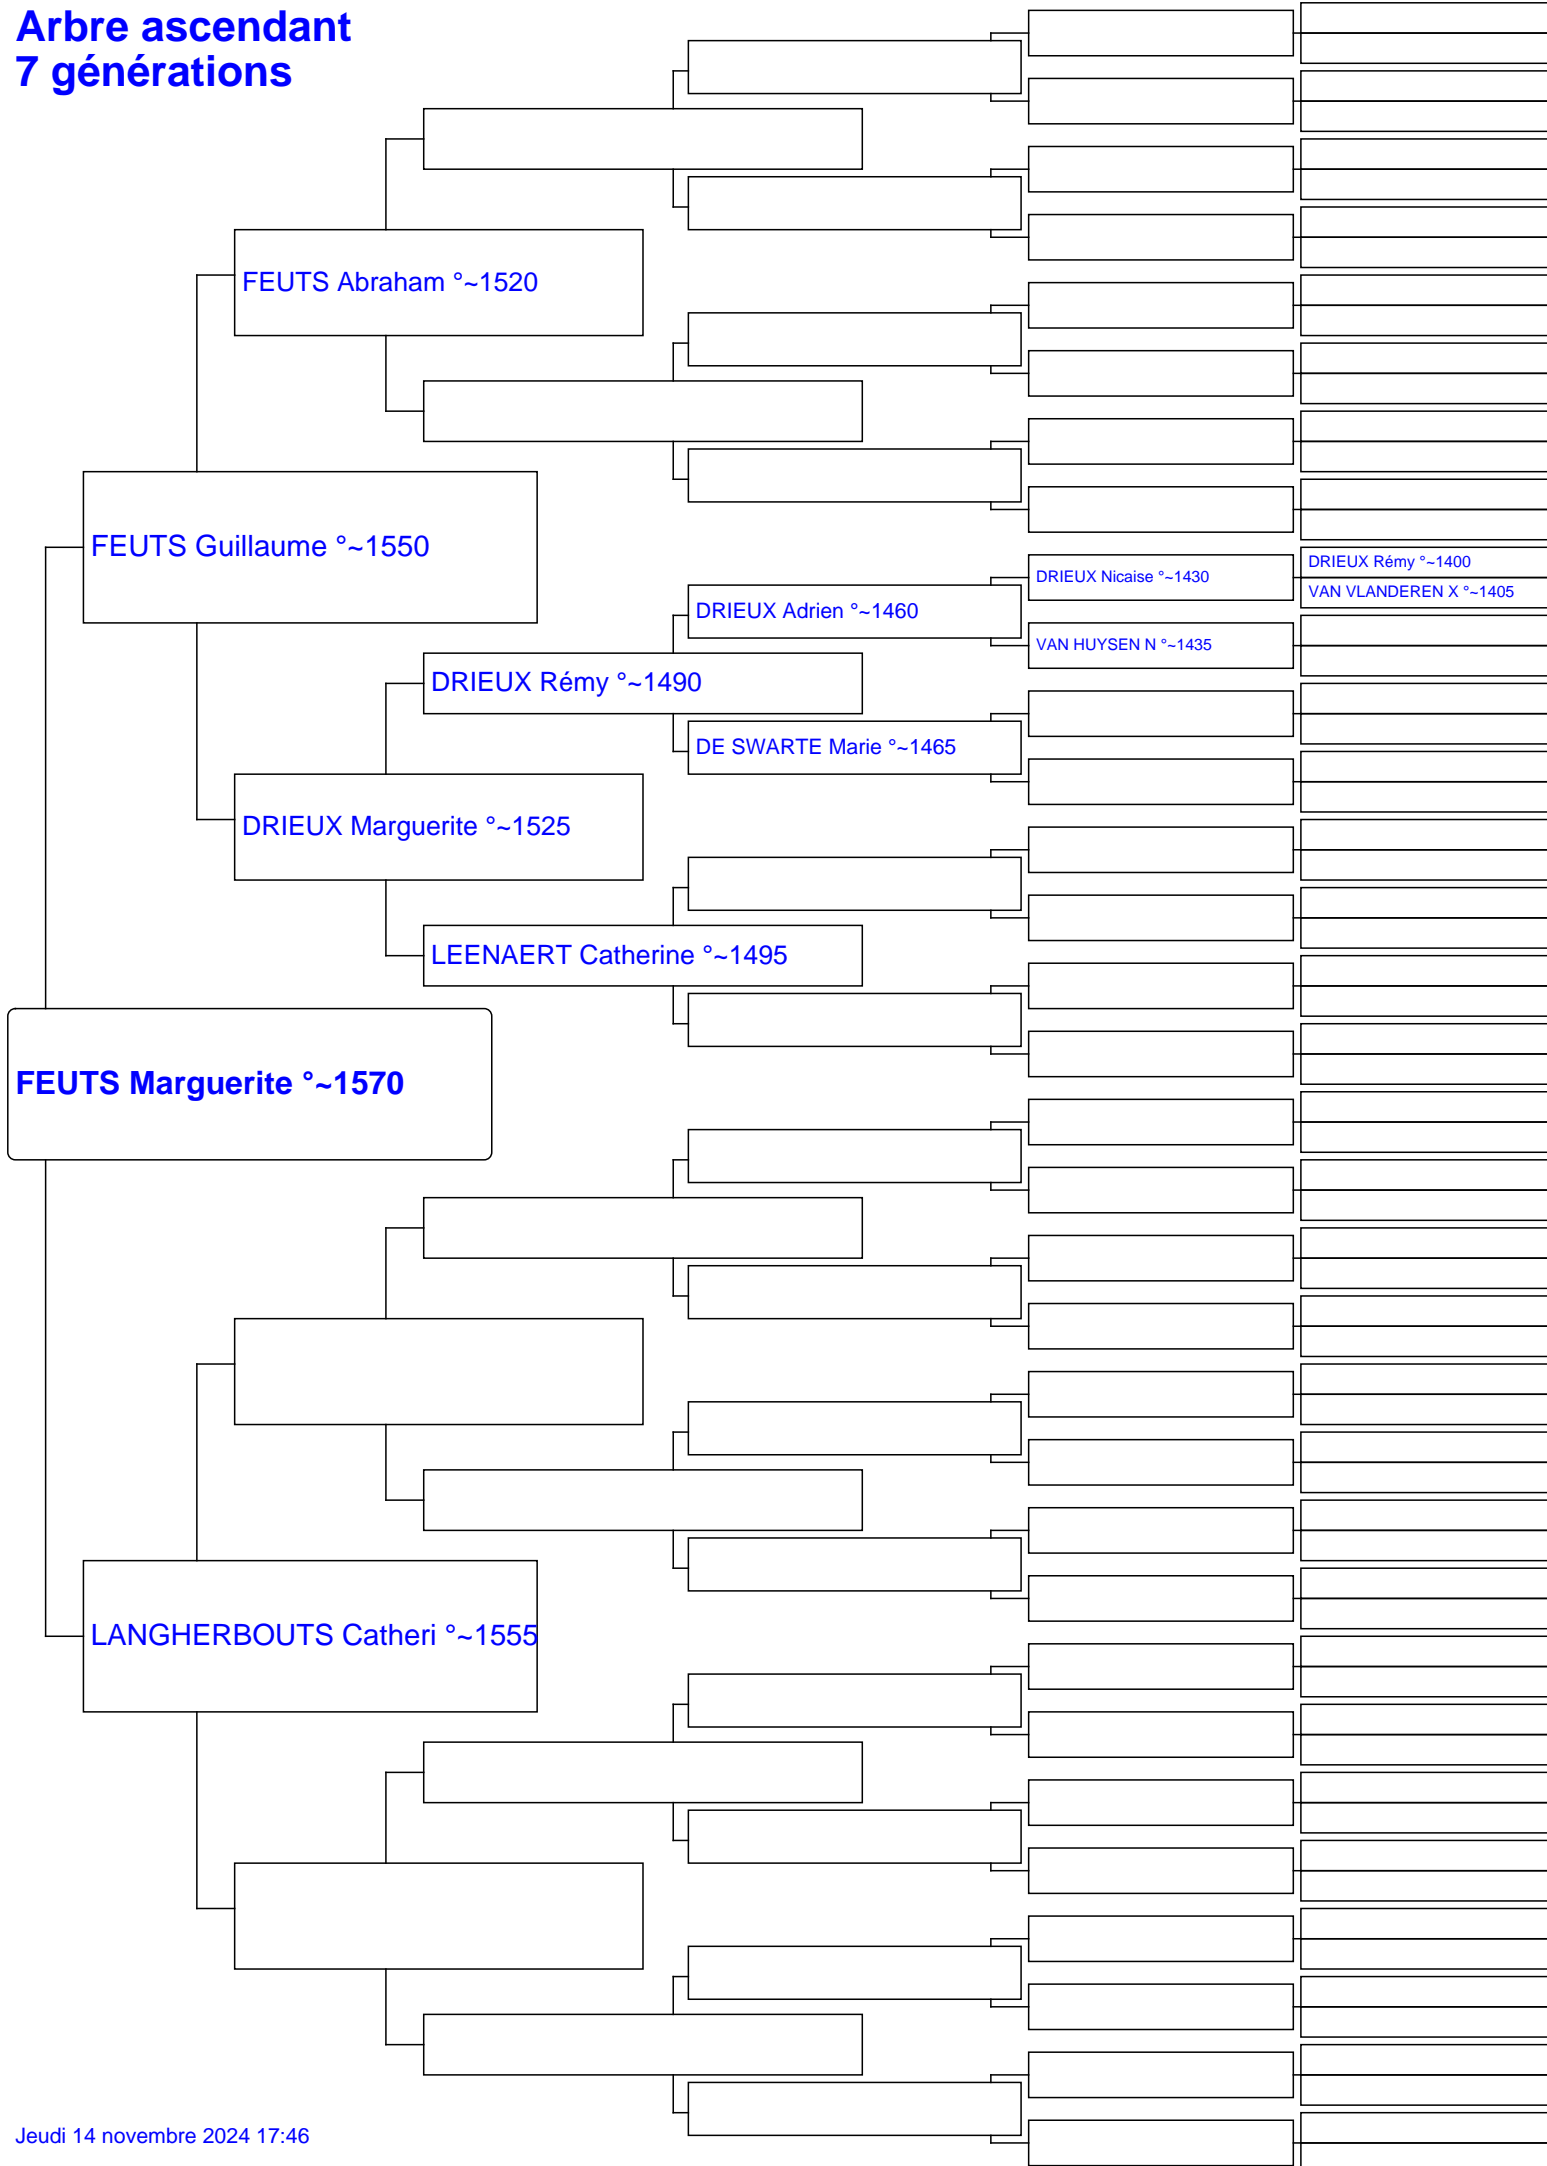 Arbre ascendant
7 générations
FEUTS Abraham °~1520
FEUTS Guillaume °~1550
DRIEUX Nicaise °~1430
DRIEUX Rémy °~1400
VAN VLANDEREN X °~1405
DRIEUX Adrien °~1460
VAN HUYSEN N °~1435
DRIEUX Rémy °~1490
DE SWARTE Marie °~1465
DRIEUX Marguerite °~1525
LEENAERT Catherine °~1495
FEUTS Marguerite °~1570
LANGHERBOUTS Catheri °~1555
Jeudi 14 novembre 2024 17:46